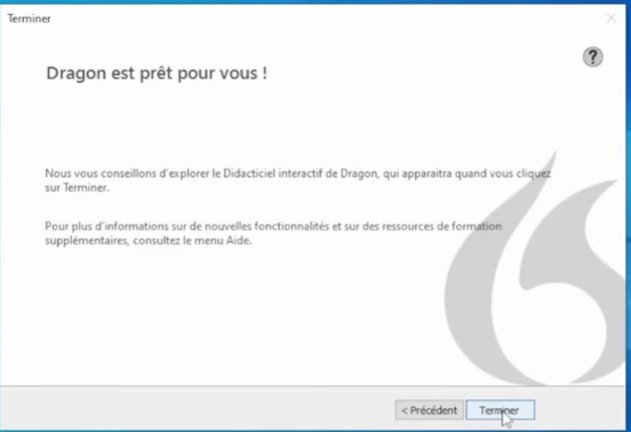 Terminer
?
Dragon est prêt pour vous !
Nous vous conseillons d'explorer le Didacticiel interactif de Dragon, qui apparaitra quand vous cliquez
sur Terminer.
Pour plus d'informations sur de nouvelles fonctionnalités et sur des ressources de formation
supplémentaires, consultez le menu Aide.
< Précédent
Terminer